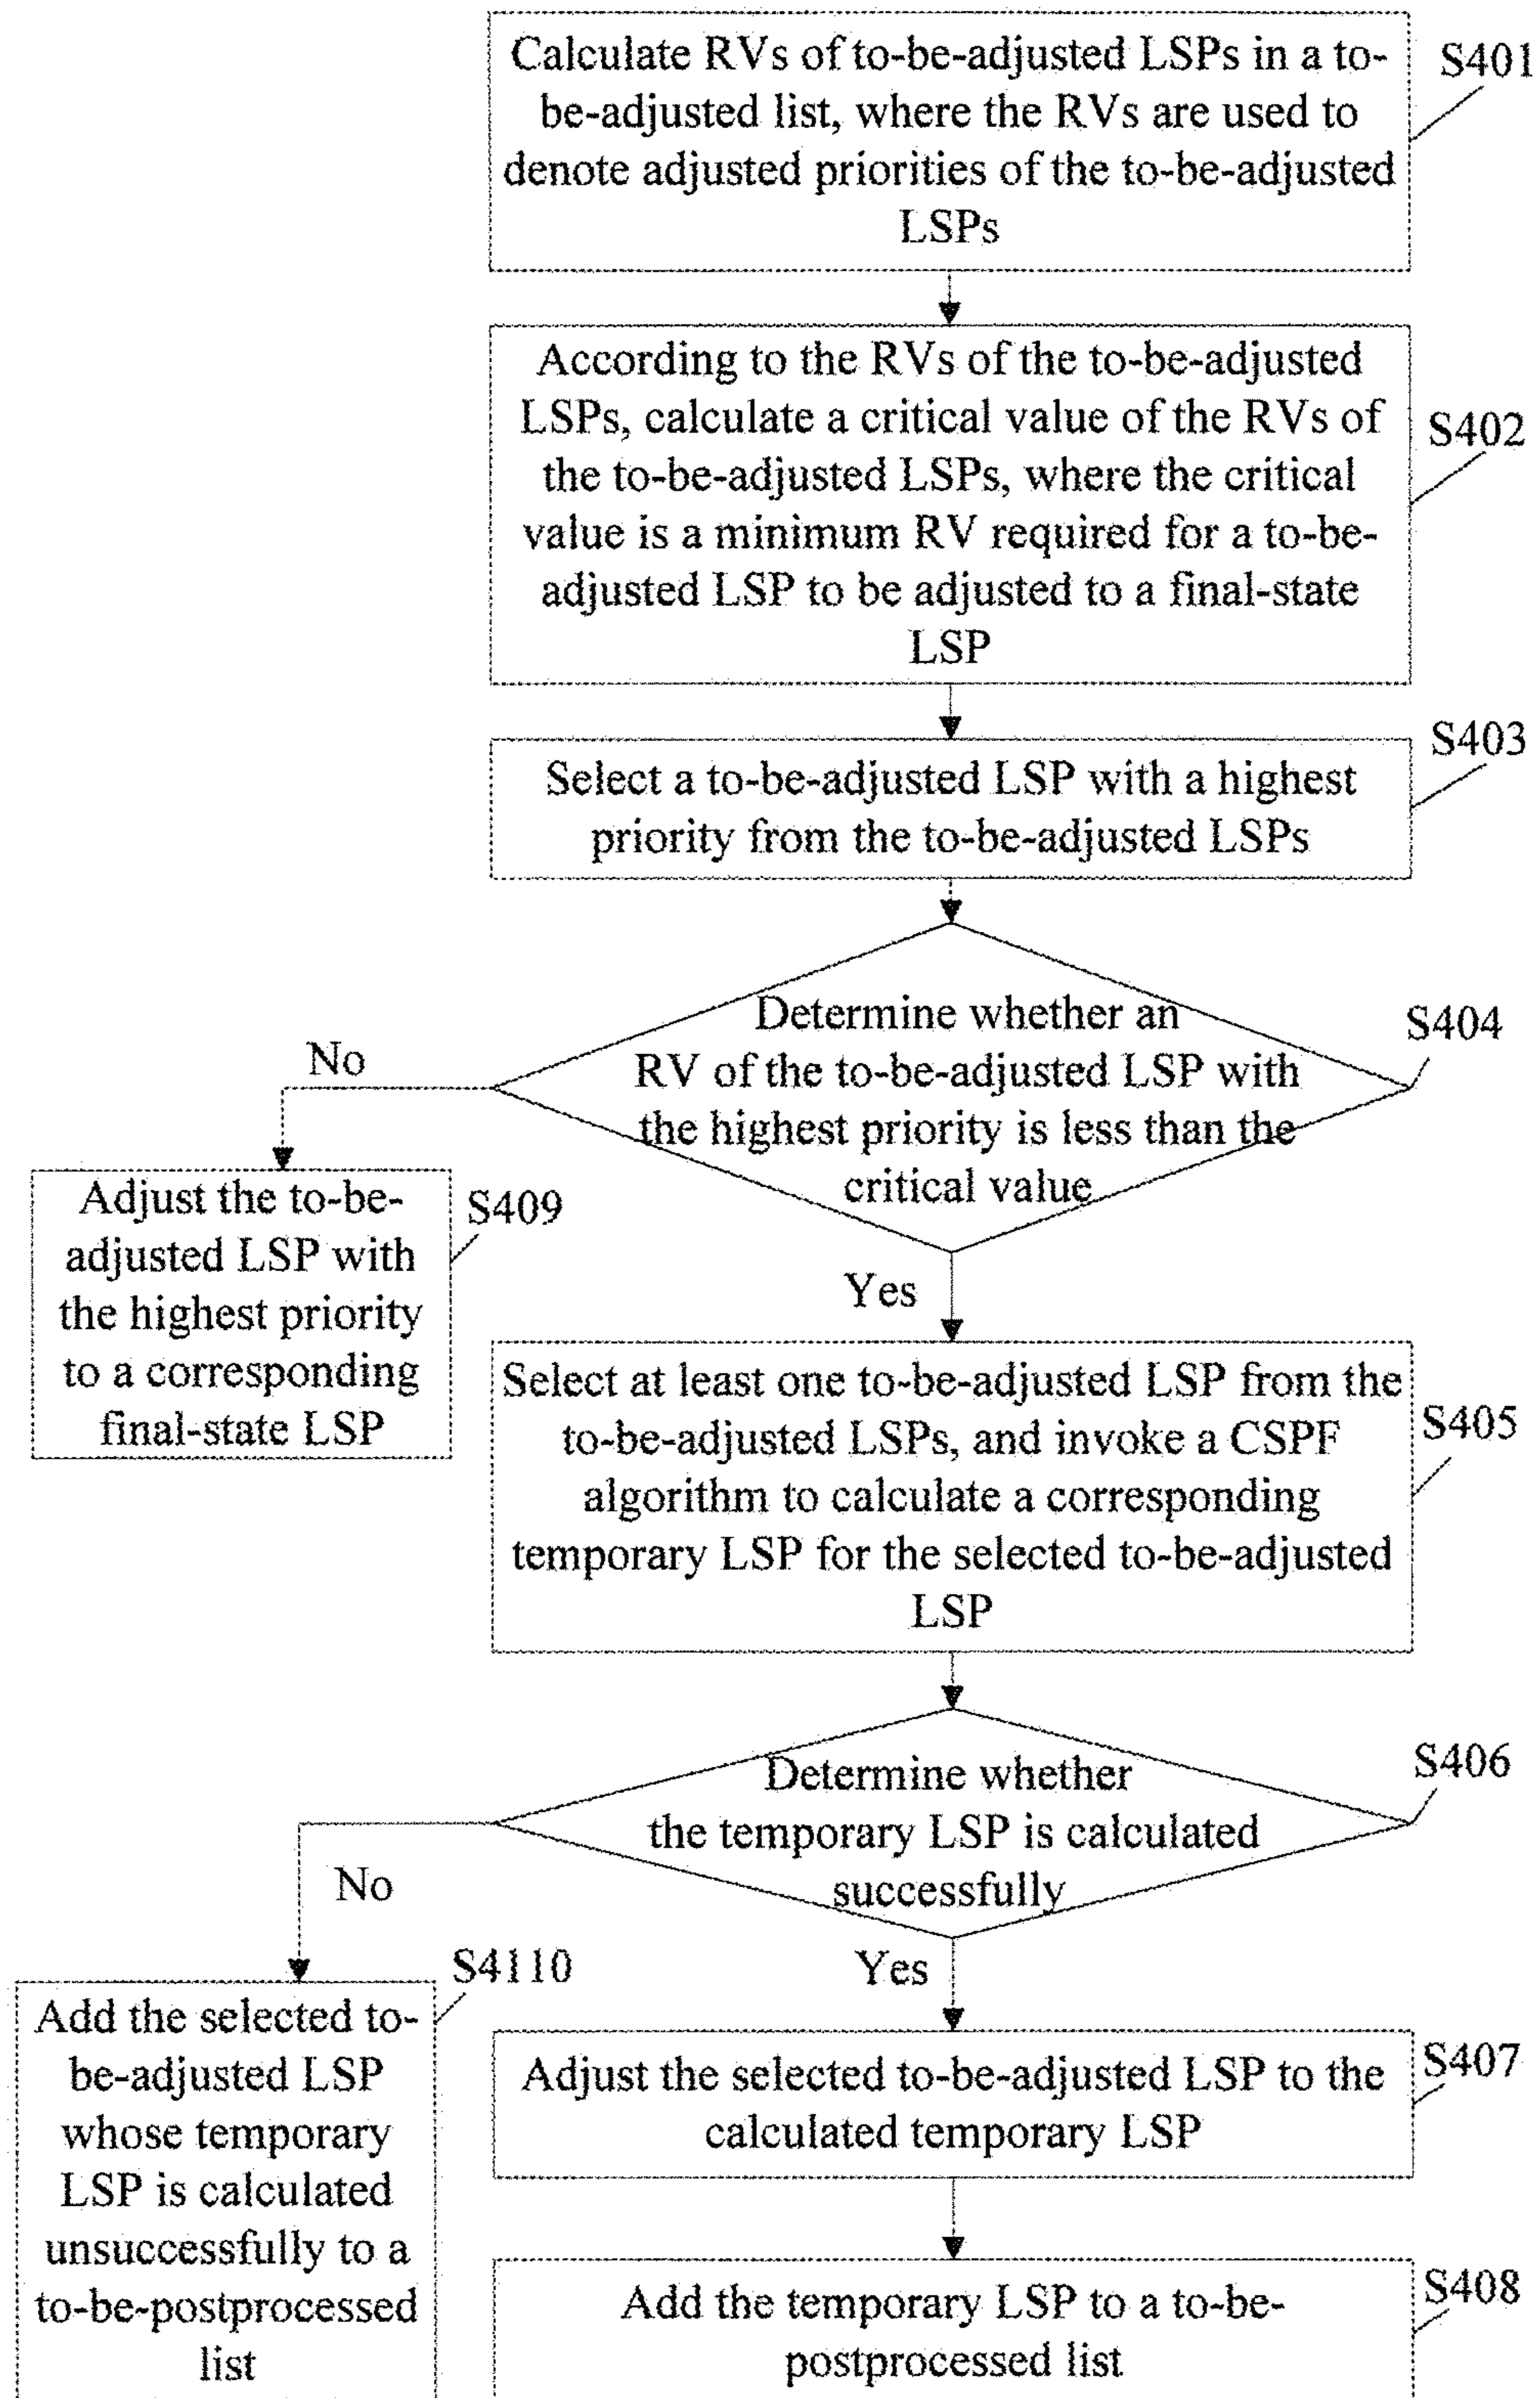 Calculate RVs of to-be-adjusted LSPs in a to-
be-adjusted list, where the RVs are used to
denote adjusted priorities of the to-be-adjusted
LSPs
S401
According to the RVs of the to-be-adjusted
LSPs, calculate a critical value of the RVs of
the to-be-adjusted LSPs, where the critical
value is a minimum RV required for a to-be-
adjusted LSP to be adjusted to a final-state
LSP
S402
Select a to-be-adjusted LSP with a highest
priority from the to-be-adjusted LSPs
S403
Determine whether an
RV of the to-be-adjusted LSP with
the highest priority is less than the
critical value
S404
No
Adjust the to-be-
adjusted LSP with
the highest priority
to a corresponding
final-state LSP
S409
Yes
Select at least one to-be-adjusted LSP from the
to-be-adjusted LSPs, and invoke a CSPF
algorithm to calculate a corresponding
temporary LSP for the selected to-be-adjusted
LSP
S405
Determine whether
the temporary LSP is calculated
successfully
S406
No
S4110
Add the selected to-
be-adjusted LSP
whose temporary
LSP is calculated
unsuccessfully to a
to-be-postprocessed
list
Yes
Adjust the selected to-be-adjusted LSP to the
calculated temporary LSP
S407
Add the temporary LSP to a to-be-
postprocessed list
S408